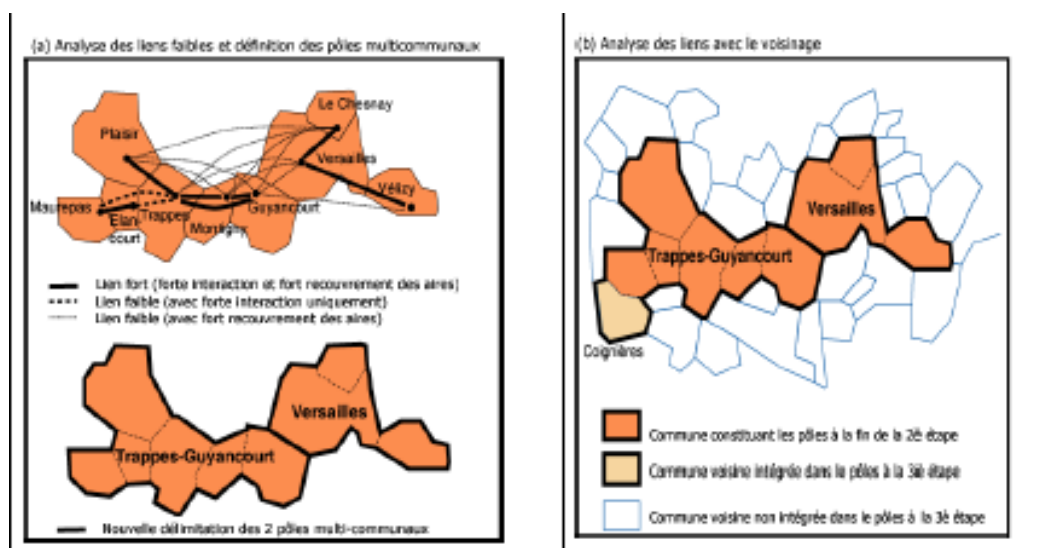 (a) Analyse des liens faibles et définition des pôles multicommunaux
Le Chesnay
Plaisir
Versailles
Vélizy
Maurepas
Elan
court
Trappes
Montigny
Guyancourt
Lien fort (forte interaction et fort recouvrement des aires)
Lien faible (avec forte interaction uniquement)
Lien faible (avec fort recouvrement des aires)
Versailles
Trappes-Guyancourt
Nouvelle délimitation des 2 pôles multi-communaux
(b) Analyse des liens avec le voisinage
Versailles
Trappes-Guyancourt
Coignières
Commune constituant les pôles à la fin de la 2è étape
Commune voisine intégrée dans le pôles à la 3iè étape
Commune voisine non intégrée dans le pôles à la 3è étape